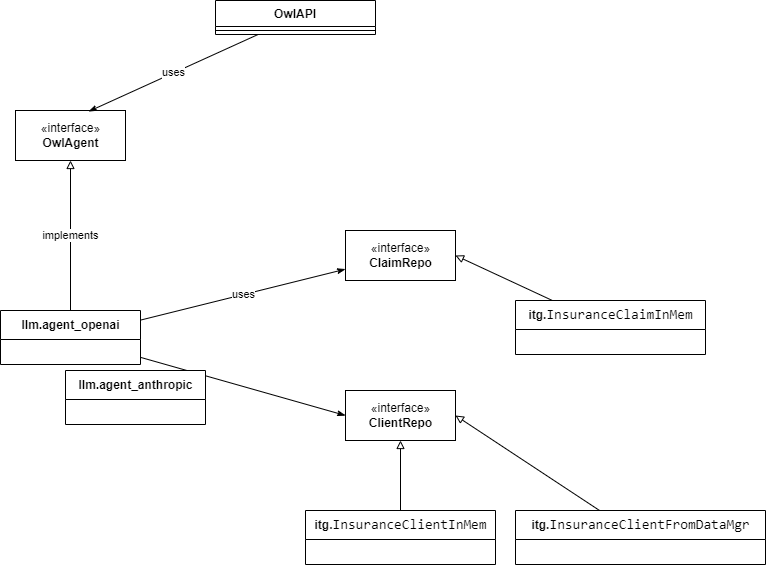 OwlAPI
uses
«interface»
OwlAgent
implements
«interface»
ClaimRepo
uses
itg.InsuranceClaimInMem
llm.agent_openai
llm.agent_anthropic
«interface»
ClientRepo
itg.InsuranceClientInMem
itg.InsuranceClientFromDataMgr